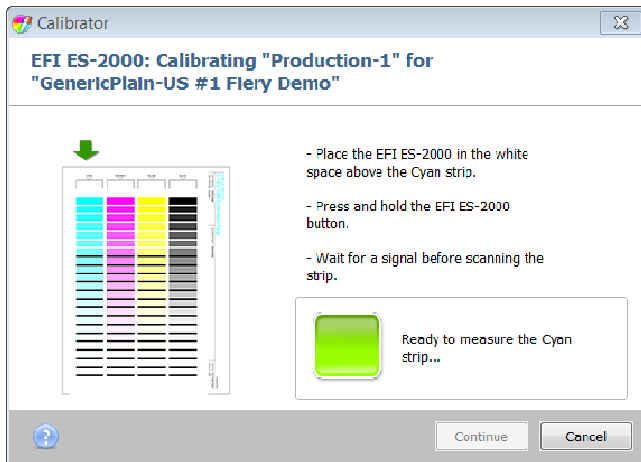 Calibrator
EFI ES-2000: Calibrating "Production-1" for
"GenericPlain-US #1 Fiery Demo"
- Place the EFI ES-2000 in the white
space above the Cyan strip.
- Press and hold the EFI ES-2000
button.
- Wait for a signal before scanning the
strip.
Ready to measure the Cyan
strip...
?
Continue
Cancel